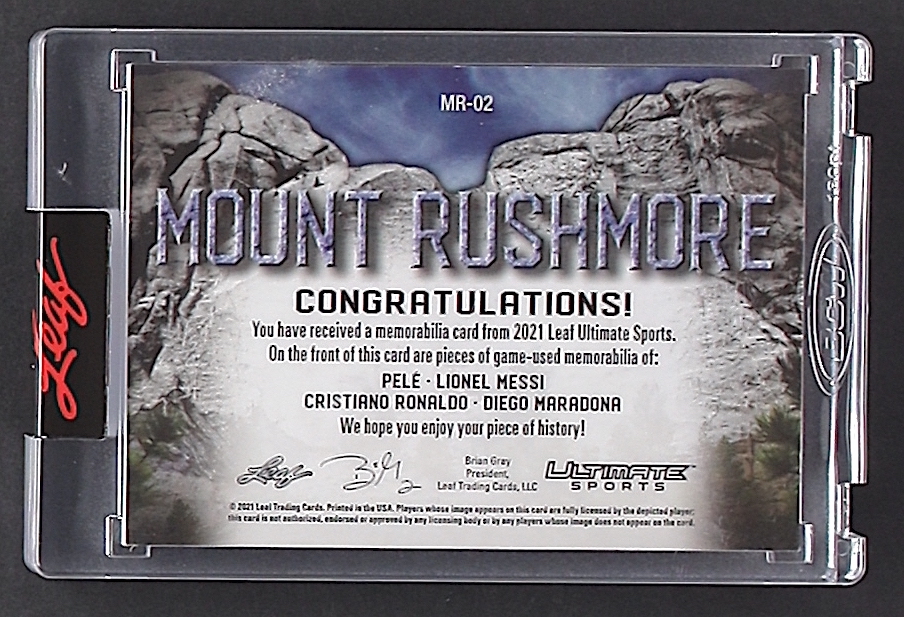 MR-02
MOUNT RUSHMORE
CONGRATULATIONS!
You have received a memorabilia card from 2021 Leaf Ultimate Sports.
On the front of this card are pieces of game-used memorabilia of:
PELÉ · LIONEL MESSI
CRISTIANO RONALDO · DIEGO MARADONA
We hope you enjoy your piece of history!
Leaf
Brian Gray
President,
Leaf Trading Cards, LLC
ULTIMATE
SPORTS
© 2021 Leaf Trading Cards. Printed in the USA. Players whose image appears on this card are fully licensed by the depicted player;
this card is not authorized, endorsed or approved by any licensing body or by any players whose image does not appear on the card.
Leaf